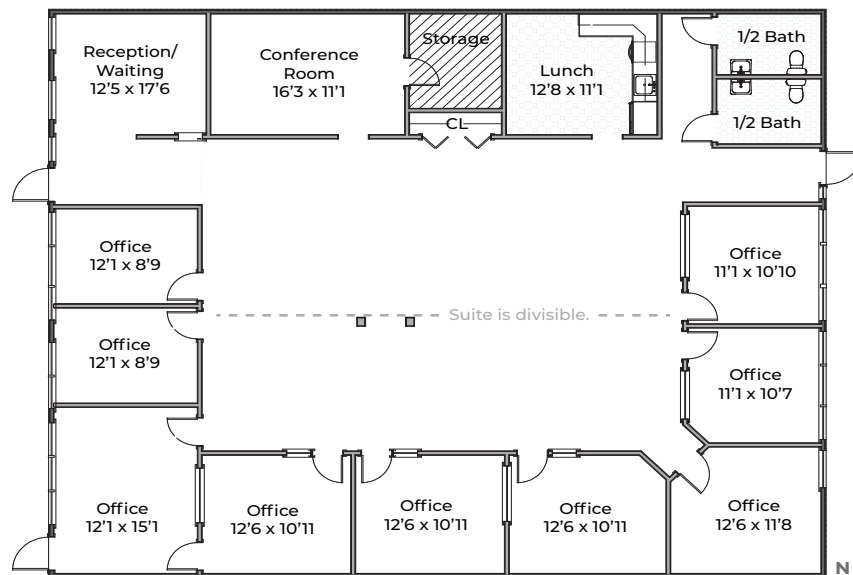 Reception/
Waiting
12'5 x 17'6
Conference
Room
16'3 x 11'1
Storage
CL
Lunch
12'8 x 11'1
1/2 Bath
1/2 Bath
Office
12'1 x 8'9
Office
12'1 x 8'9
Office
12'1 x 15'1
Suite is divisible.
Office
11'1 x 10'10
Office
11'1 x 10'7
Office
12'6 x 10'11
Office
12'6 x 10'11
Office
12'6 x 10'11
Office
12'6 x 11'8
N